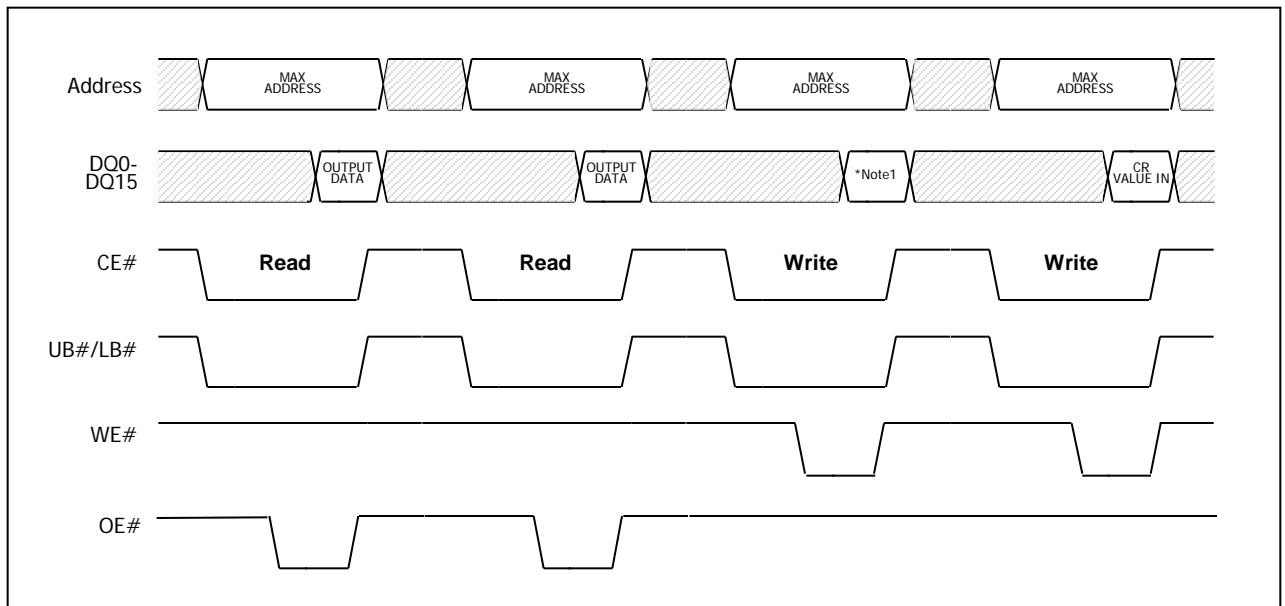 Address
MAX
ADDRESS
MAX
ADDRESS
MAX
ADDRESS
MAX
ADDRESS
DQ0-
DQ15
OUTPUT
DATA
OUTPUT
DATA
*Note1
CR
VALUE IN
CE#
Read
Read
Write
Write
UB#/LB#
WE#
OE#